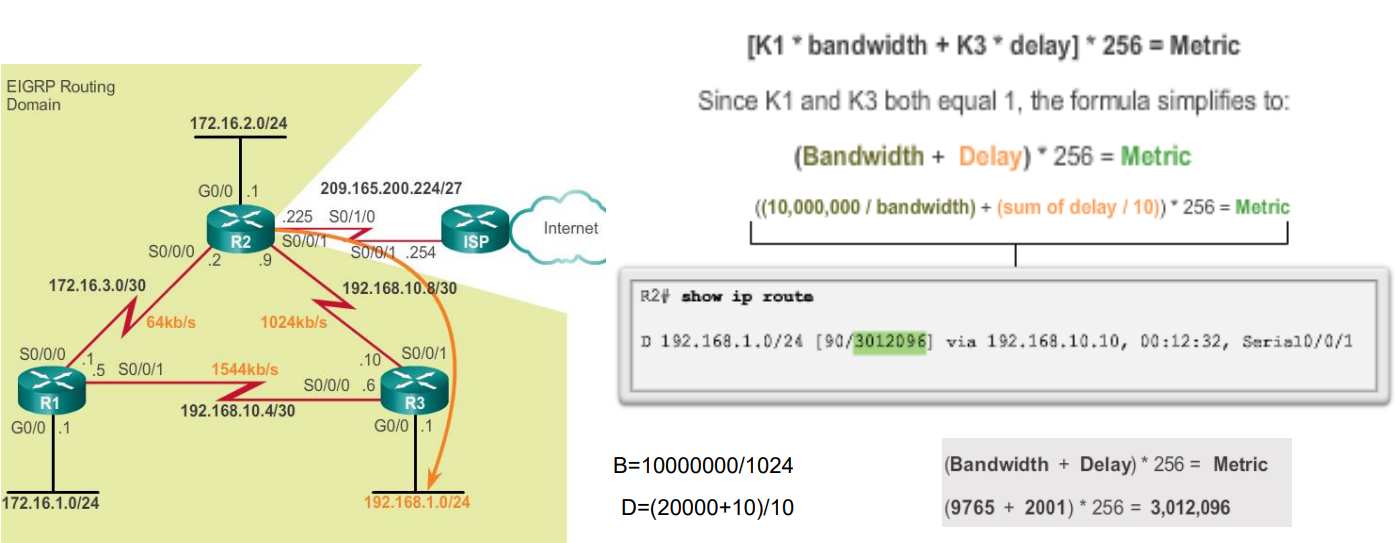 EIGRP Routing
Domain
172.16.2.0/24
G0/0 .1
209.165.200.224/27
.225 S0/1/0
R2
S0/0/1
ISP
Internet
S0/0/1 .254
S0/0/0 .2 .9
172.16.3.0/30
192.168.10.8/30
64kb/s
1024kb/s
S0/0/0 .1
.10 S0/0/1
.5 S0/0/1
1544kb/s
S0/0/0 .6
R1
R3
192.168.10.4/30
G0/0 .1
G0/0 .1
172.16.1.0/24
192.168.1.0/24
[K1 * bandwidth + K3 * delay] * 256 = Metric
Since K1 and K3 both equal 1, the formula simplifies to:
(Bandwidth + Delay) * 256 = Metric
((10,000,000 / bandwidth) + (sum of delay / 10)) * 256 = Metric
R2# show ip route
D 192.168.1.0/24 [90/3012096] via 192.168.10.10, 00:12:32, Serial0/0/1
B=10000000/1024
D=(20000+10)/10
(Bandwidth + Delay) * 256 = Metric
(9765 + 2001) * 256 = 3,012,096